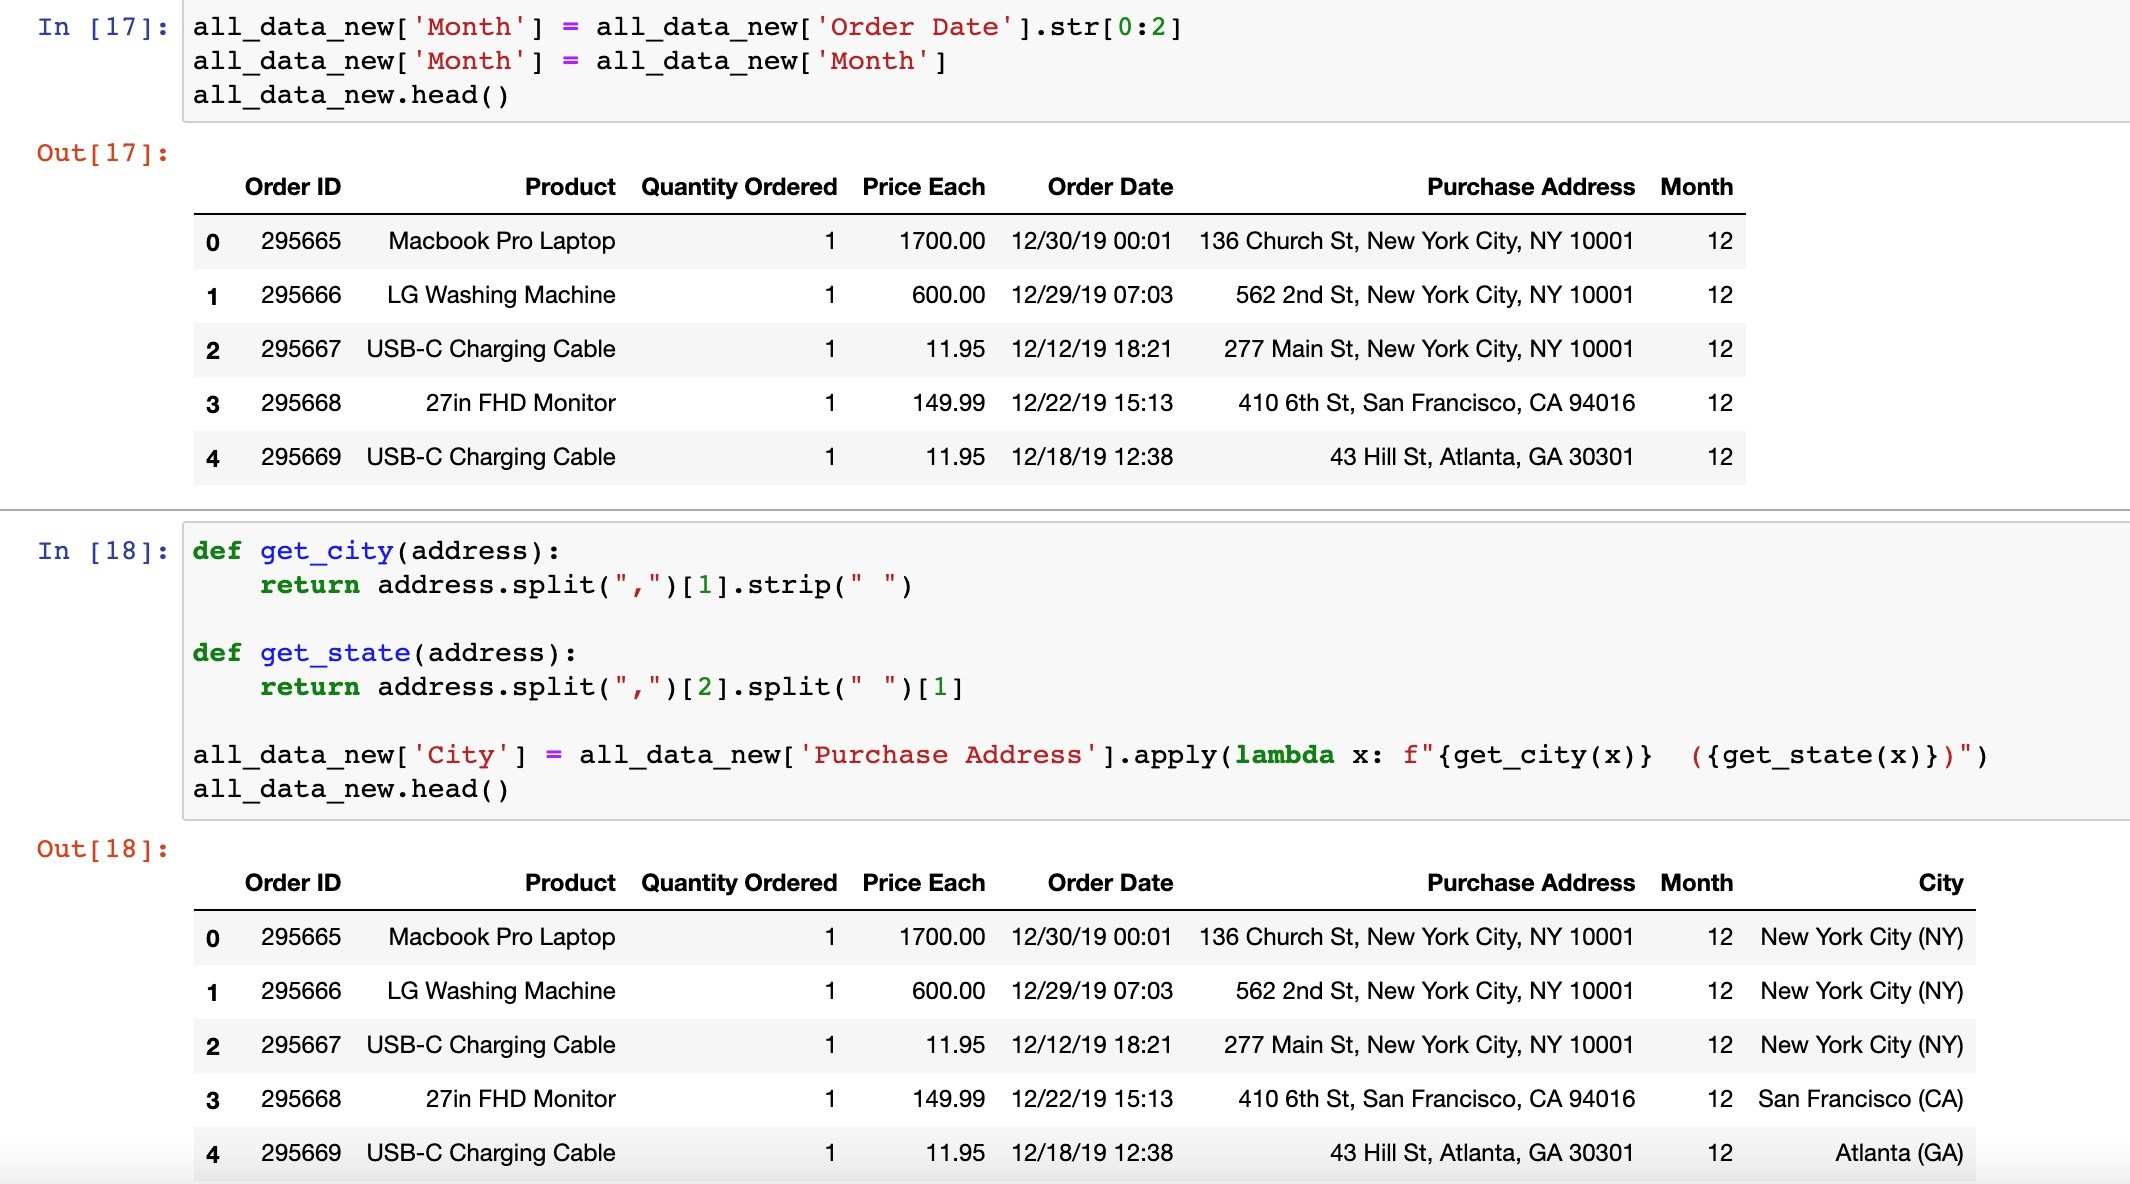 In [17]: all_data_new['Month'] = all_data_new['Order Date'].str[0:2]
all_data_new['Month'] = all_data_new['Month']
all_data_new.head()
Out[17]:
Order ID Product Quantity Ordered Price Each Order Date Purchase Address Month
0 295665 Macbook Pro Laptop 1 1700.00 12/30/19 00:01 136 Church St, New York City, NY 10001 12
1 295666 LG Washing Machine 1 600.00 12/29/19 07:03 562 2nd St, New York City, NY 10001 12
2 295667 USB-C Charging Cable 1 11.95 12/12/19 18:21 277 Main St, New York City, NY 10001 12
3 295668 27in FHD Monitor 1 149.99 12/22/19 15:13 410 6th St, San Francisco, CA 94016 12
4 295669 USB-C Charging Cable 1 11.95 12/18/19 12:38 43 Hill St, Atlanta, GA 30301 12
In [18]: def get_city(address):
    return address.split(",")[1].strip(" ")
def get_state(address):
    return address.split(",")[2].split(" ")[1]
all_data_new['City'] = all_data_new['Purchase Address'].apply(lambda x: f"{get_city(x)}  ({get_state(x)})")
all_data_new.head()
Out[18]:
Order ID Product Quantity Ordered Price Each Order Date Purchase Address Month City
0 295665 Macbook Pro Laptop 1 1700.00 12/30/19 00:01 136 Church St, New York City, NY 10001 12 New York City (NY)
1 295666 LG Washing Machine 1 600.00 12/29/19 07:03 562 2nd St, New York City, NY 10001 12 New York City (NY)
2 295667 USB-C Charging Cable 1 11.95 12/12/19 18:21 277 Main St, New York City, NY 10001 12 New York City (NY)
3 295668 27in FHD Monitor 1 149.99 12/22/19 15:13 410 6th St, San Francisco, CA 94016 12 San Francisco (CA)
4 295669 USB-C Charging Cable 1 11.95 12/18/19 12:38 43 Hill St, Atlanta, GA 30301 12 Atlanta (GA)